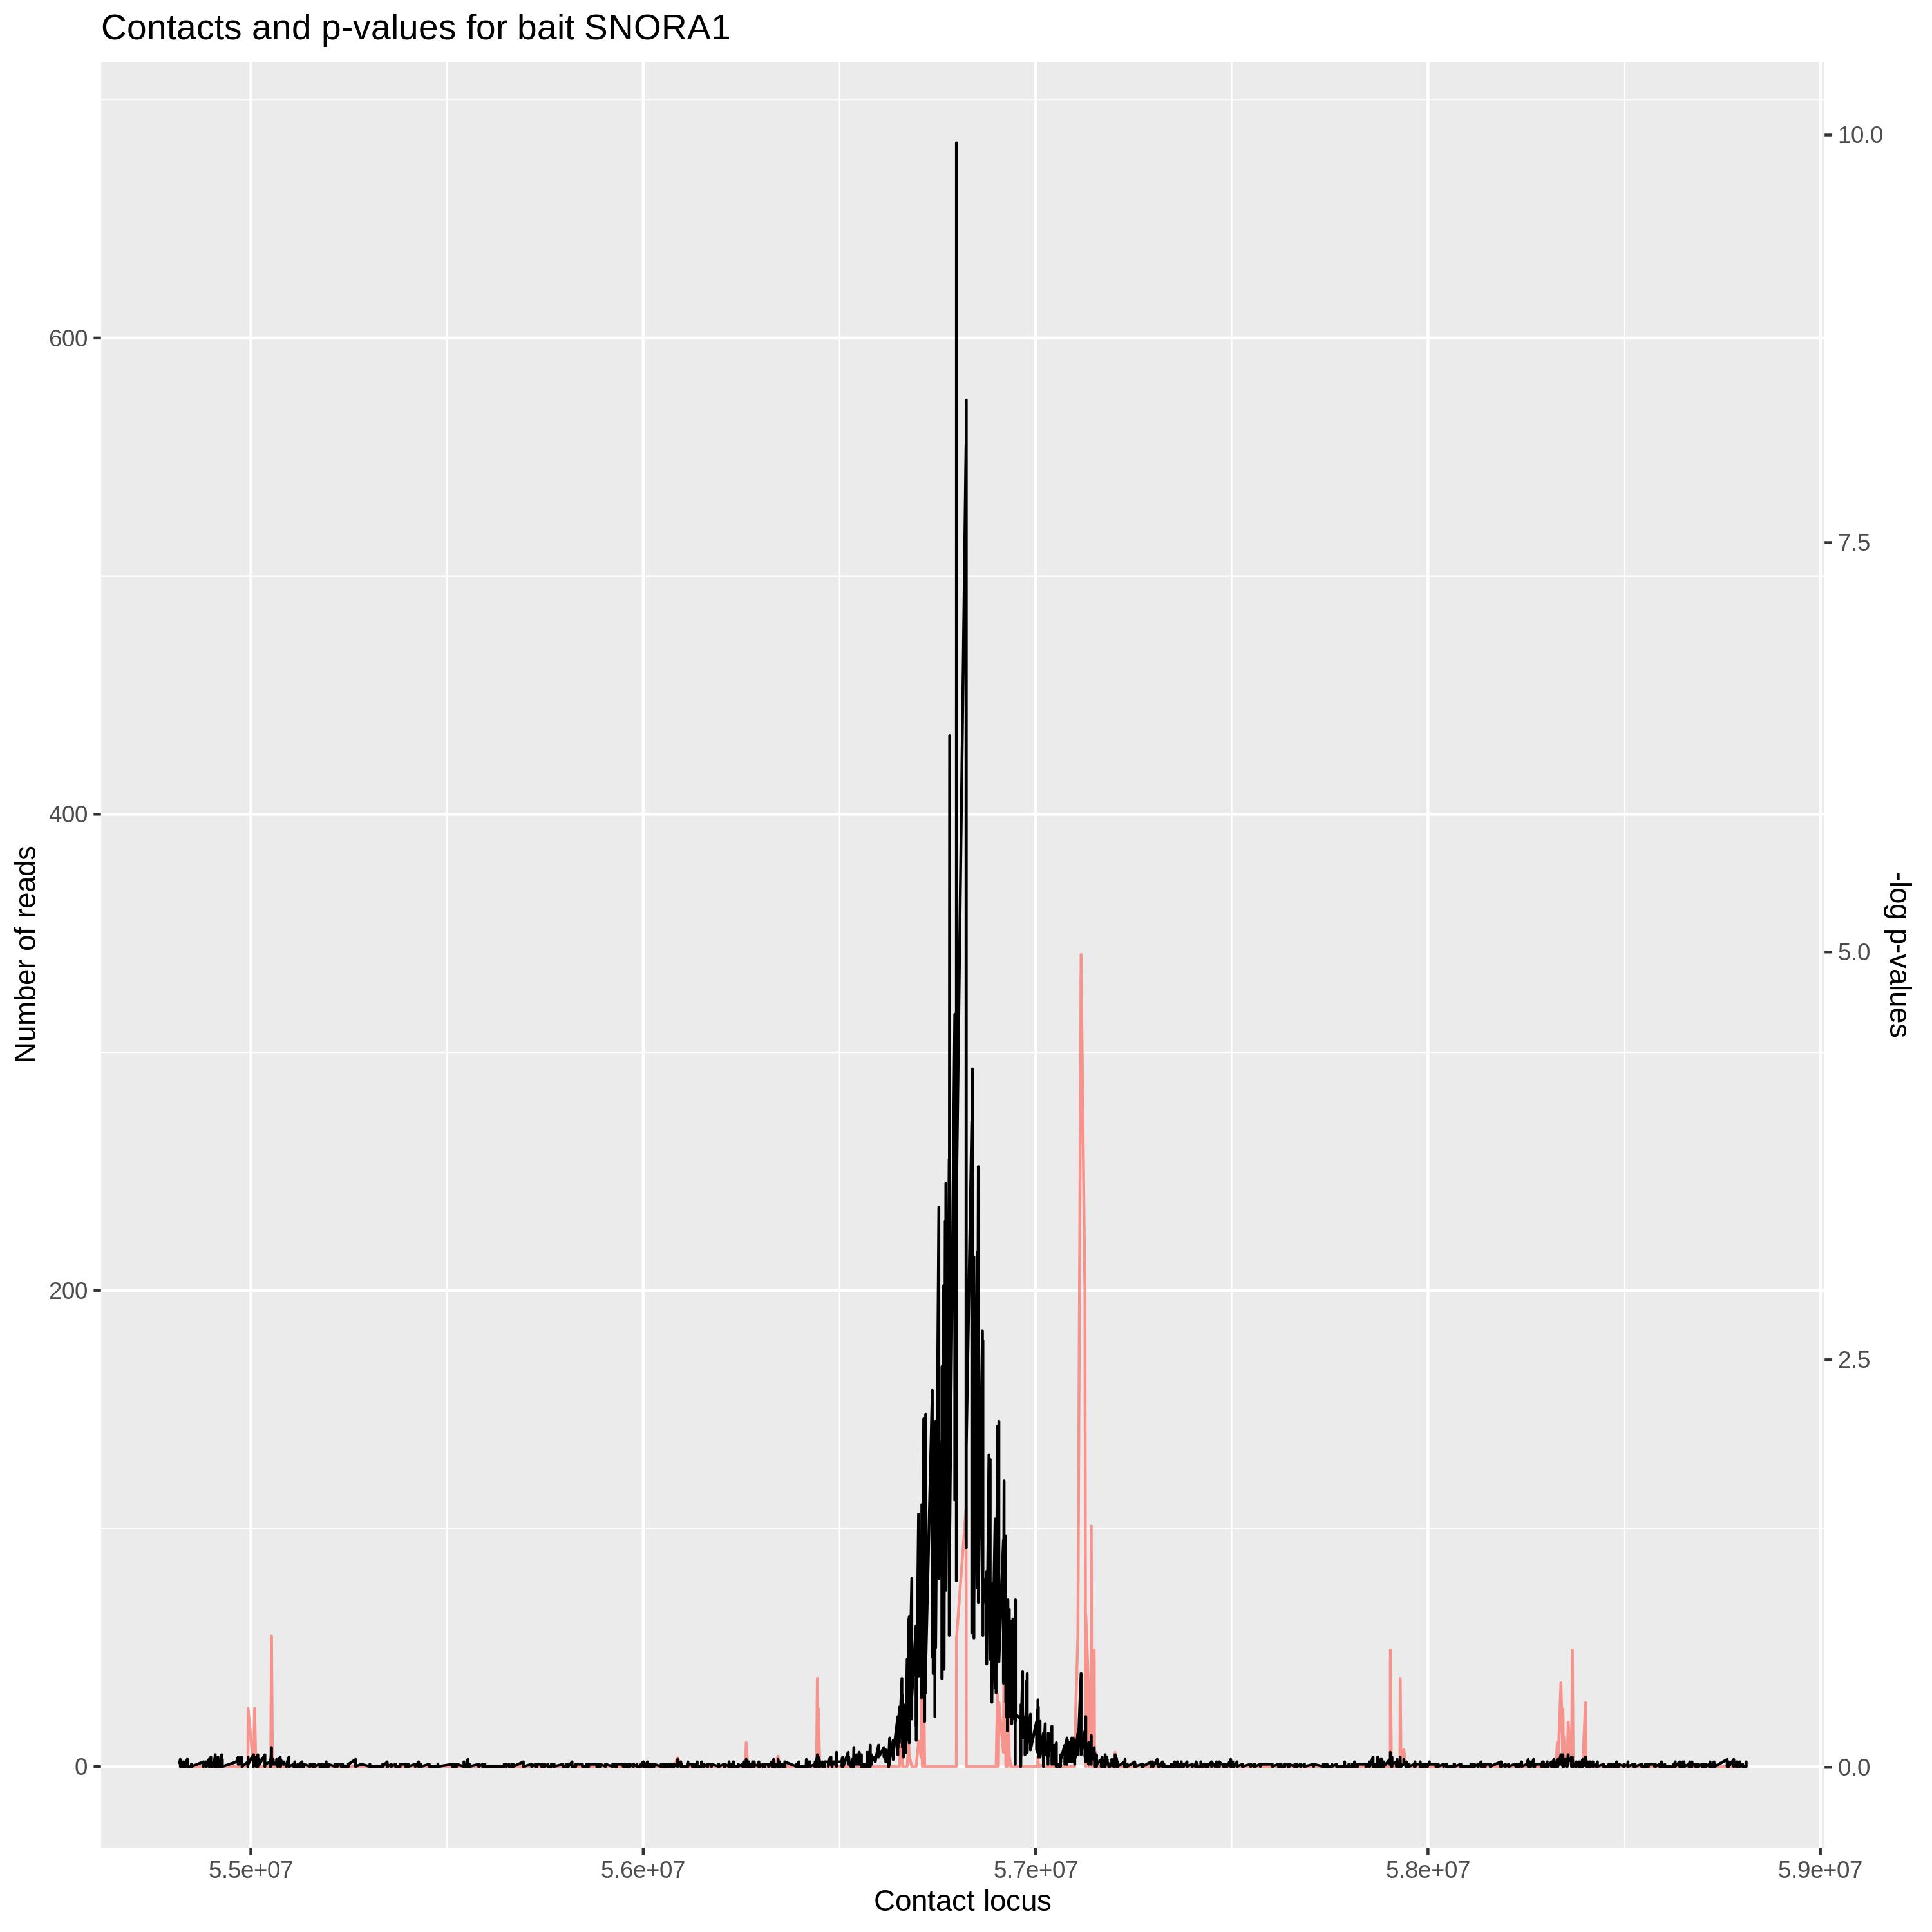 Contacts and p-values for bait SNORA1
10.0
600
7.5
400
5.0
Number of reads
-log p-values
200
2.5
0
0.0
5.5e+07
5.6e+07
5.7e+07
5.8e+07
5.9e+07
Contact locus